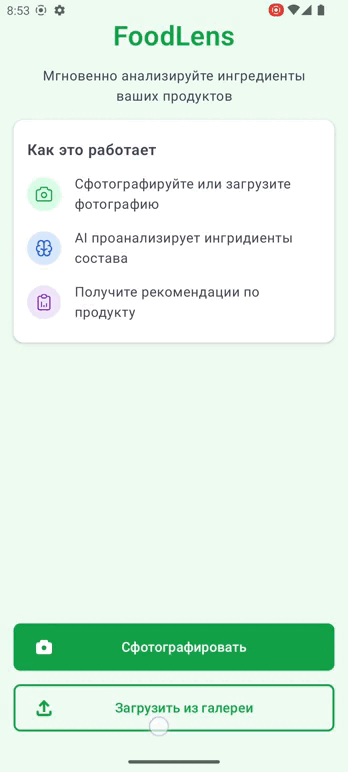 8:53
FoodLens
Мгновенно анализируйте ингредиенты
ваших продуктов
Как это работает
Сфотографируйте или загрузите
фотографию
AI проанализирует ингридиенты
состава
Получите рекомендации по
продукту
Сфотографировать
Загрузить из галереи